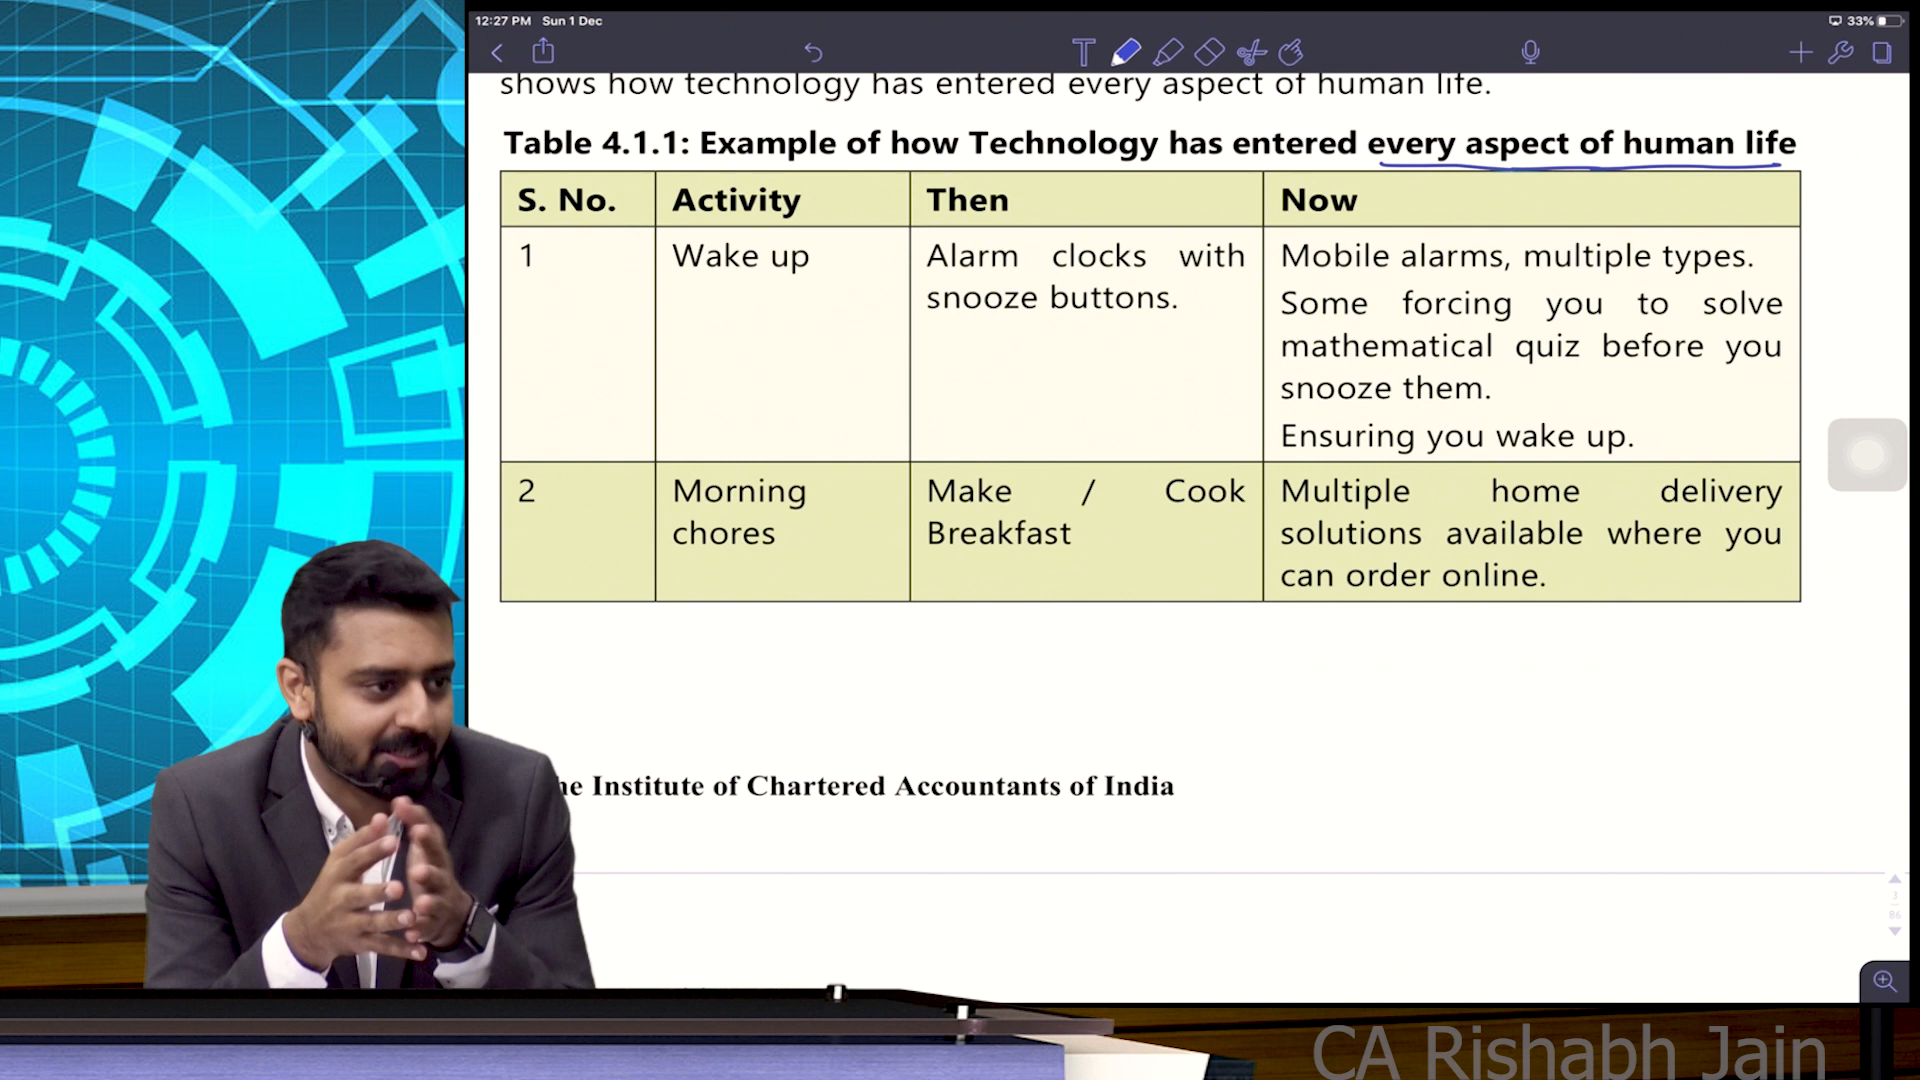 12:27 PM Sun 1 Dec
33%
shows how technology has entered every aspect of human life.
Table 4.1.1: Example of how Technology has entered every aspect of human life
S. No. Activity Then Now
1 Wake up Alarm clocks with snooze buttons. Mobile alarms, multiple types.
Some forcing you to solve
mathematical quiz before you
snooze them.
Ensuring you wake up.
2 Morning chores Make / Cook Breakfast Multiple home delivery
solutions available where you
can order online.
he Institute of Chartered Accountants of India
3
86
CA Rishabh Jain